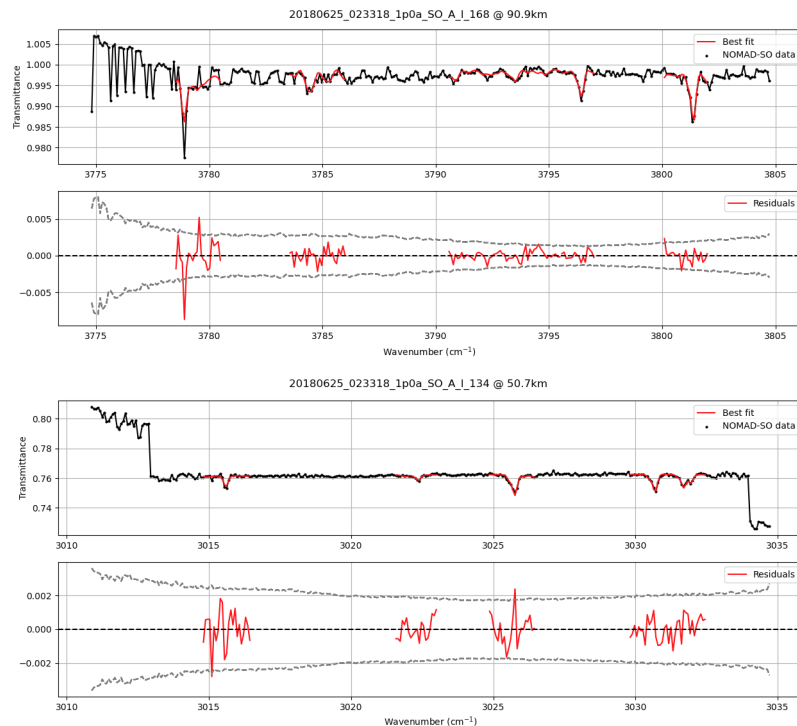 20180625_023318_1p0a_SO_A_I_168 @ 90.9km
1.005
1.000
0.995
0.990
0.985
0.980
Transmittance
Best fit
NOMAD-SO data
3775 3780 3785 3790 3795 3800 3805
0.005
0.000
−0.005
Residuals
3775 3780 3785 3790 3795 3800 3805
Wavenumber (cm⁻¹)
20180625_023318_1p0a_SO_A_I_134 @ 50.7km
0.80
0.78
0.76
0.74
Transmittance
Best fit
NOMAD-SO data
3010 3015 3020 3025 3030 3035
0.002
0.000
−0.002
Residuals
3010 3015 3020 3025 3030 3035
Wavenumber (cm⁻¹)